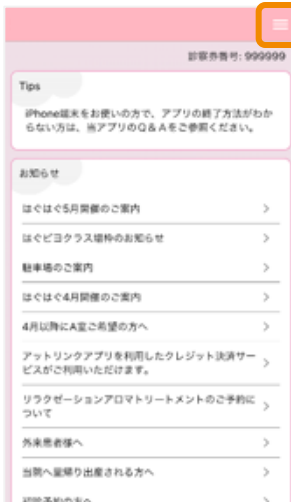 診察券番号: 999999
Tips
iPhone端末をお使いの方で、アプリの終了方法がわか
らない方は、当アプリのQ&Aをご参照ください。
お知らせ
はぐはぐ5月開催のご案内
はぐピヨクラス増枠のお知らせ
駐車場のご案内
はぐはぐ4月開催のご案内
4月以降にA室ご希望の方へ
アットリンクアプリを利用したクレジット決済サー
ビスがご利用いただけます。
リラクゼーションアロマトリートメントのご予約に
ついて
外来患者様へ
当院へ里帰り出産される方へ
初診予約の方へ